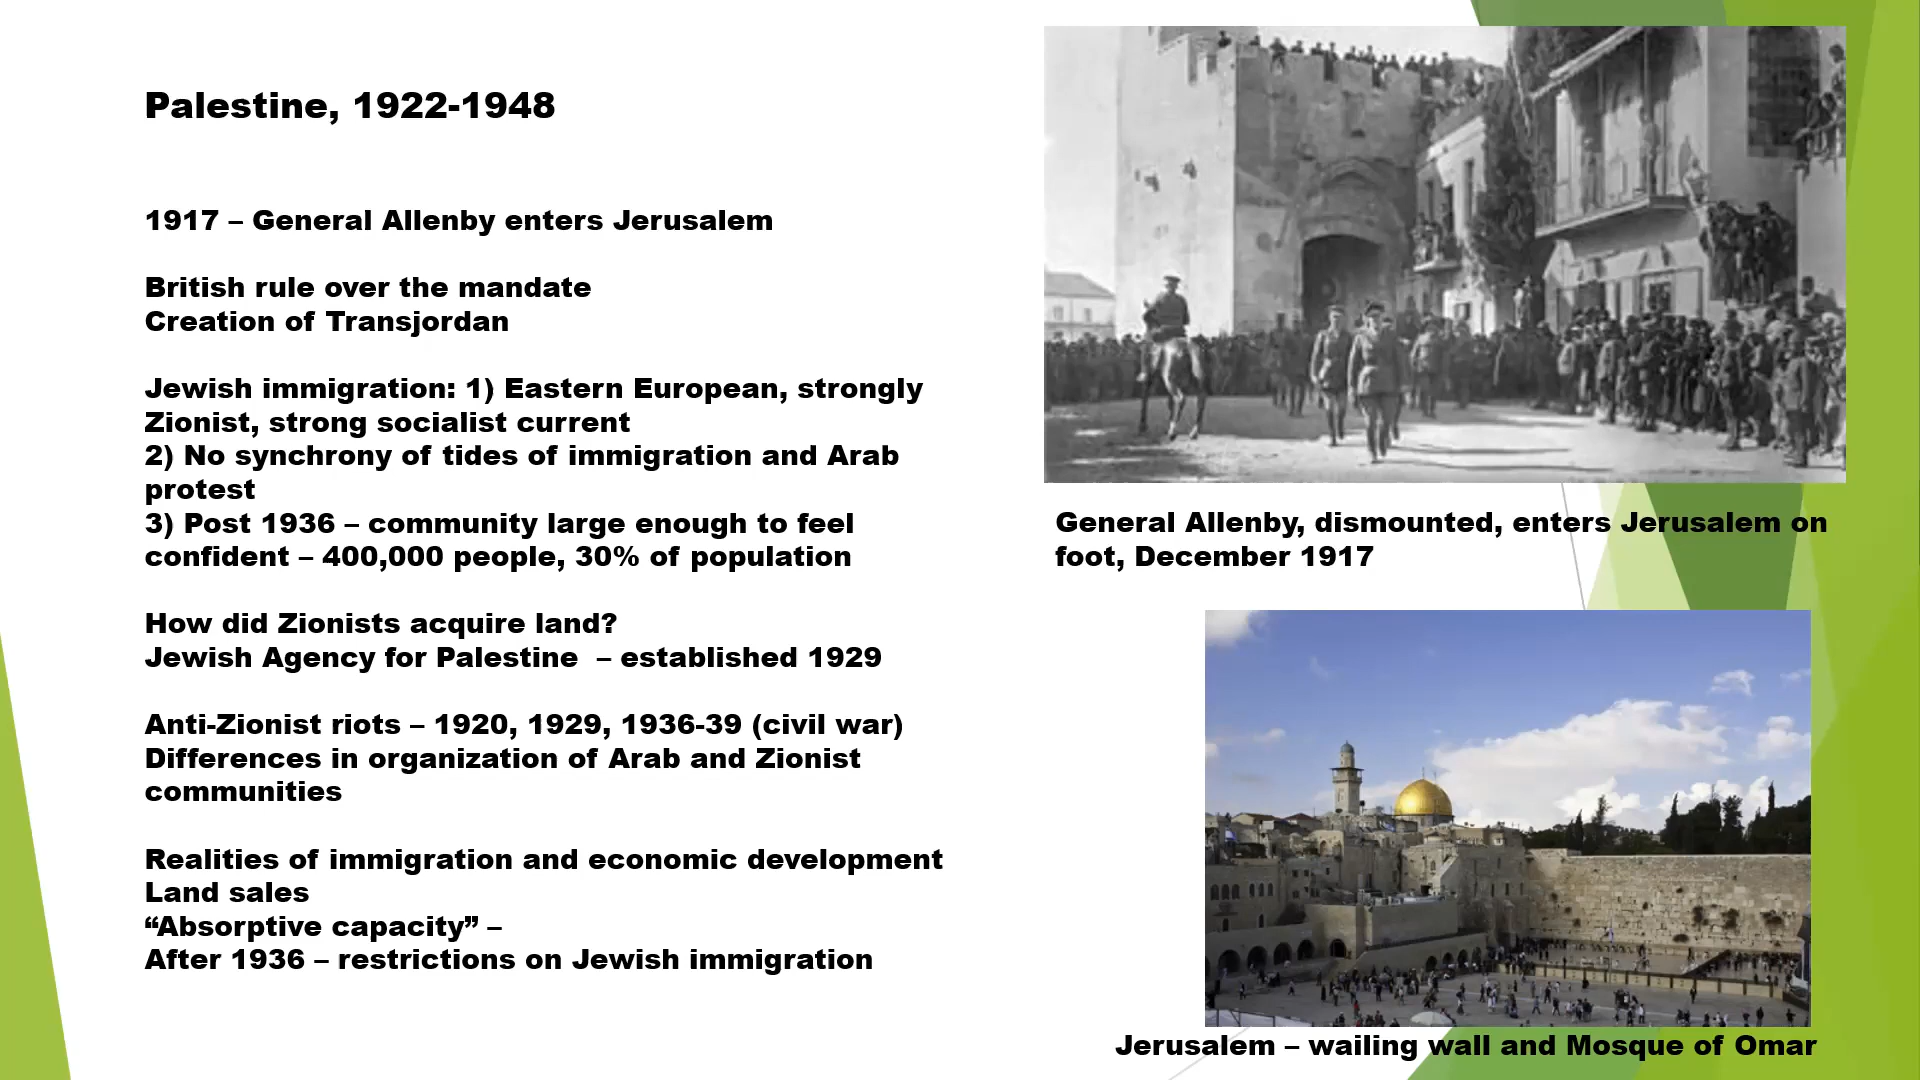 Palestine, 1922-1948
1917 – General Allenby enters Jerusalem
British rule over the mandate
Creation of Transjordan
Jewish immigration: 1) Eastern European, strongly
Zionist, strong socialist current
2) No synchrony of tides of immigration and Arab
protest
3) Post 1936 – community large enough to feel
confident – 400,000 people, 30% of population
How did Zionists acquire land?
Jewish Agency for Palestine  – established 1929
Anti-Zionist riots – 1920, 1929, 1936-39 (civil war)
Differences in organization of Arab and Zionist
communities
Realities of immigration and economic development
Land sales
“Absorptive capacity” –
After 1936 – restrictions on Jewish immigration
General Allenby, dismounted, enters Jerusalem on
foot, December 1917
Jerusalem – wailing wall and Mosque of Omar